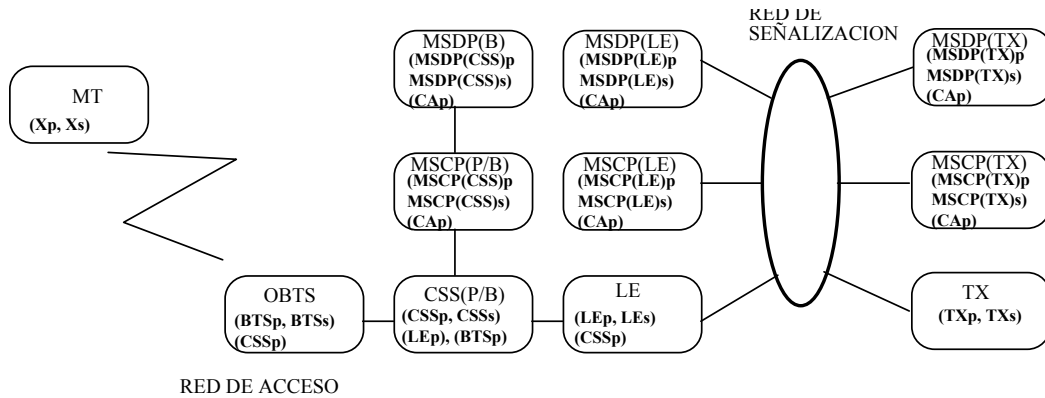 RED DE
SEÑALIZACION
MSDP(B)
(MSDP(CSS)p
MSDP(CSS)s)
(CAp)
MSDP(LE)
(MSDP(LE)p
MSDP(LE)s)
(CAp)
MSDP(TX)
(MSDP(TX)p
MSDP(TX)s)
(CAp)
MT
(Xp, Xs)
MSCP(P/B)
(MSCP(CSS)p
MSCP(CSS)s)
(CAp)
MSCP(LE)
(MSCP(LE)p
MSCP(LE)s)
(CAp)
MSCP(TX)
(MSCP(TX)p
MSCP(TX)s)
(CAp)
OBTS
(BTSp, BTSs)
(CSSp)
CSS(P/B)
(CSSp, CSSs)
(LEp), (BTSp)
LE
(LEp, LEs)
(CSSp)
TX
(TXp, TXs)
RED DE ACCESO